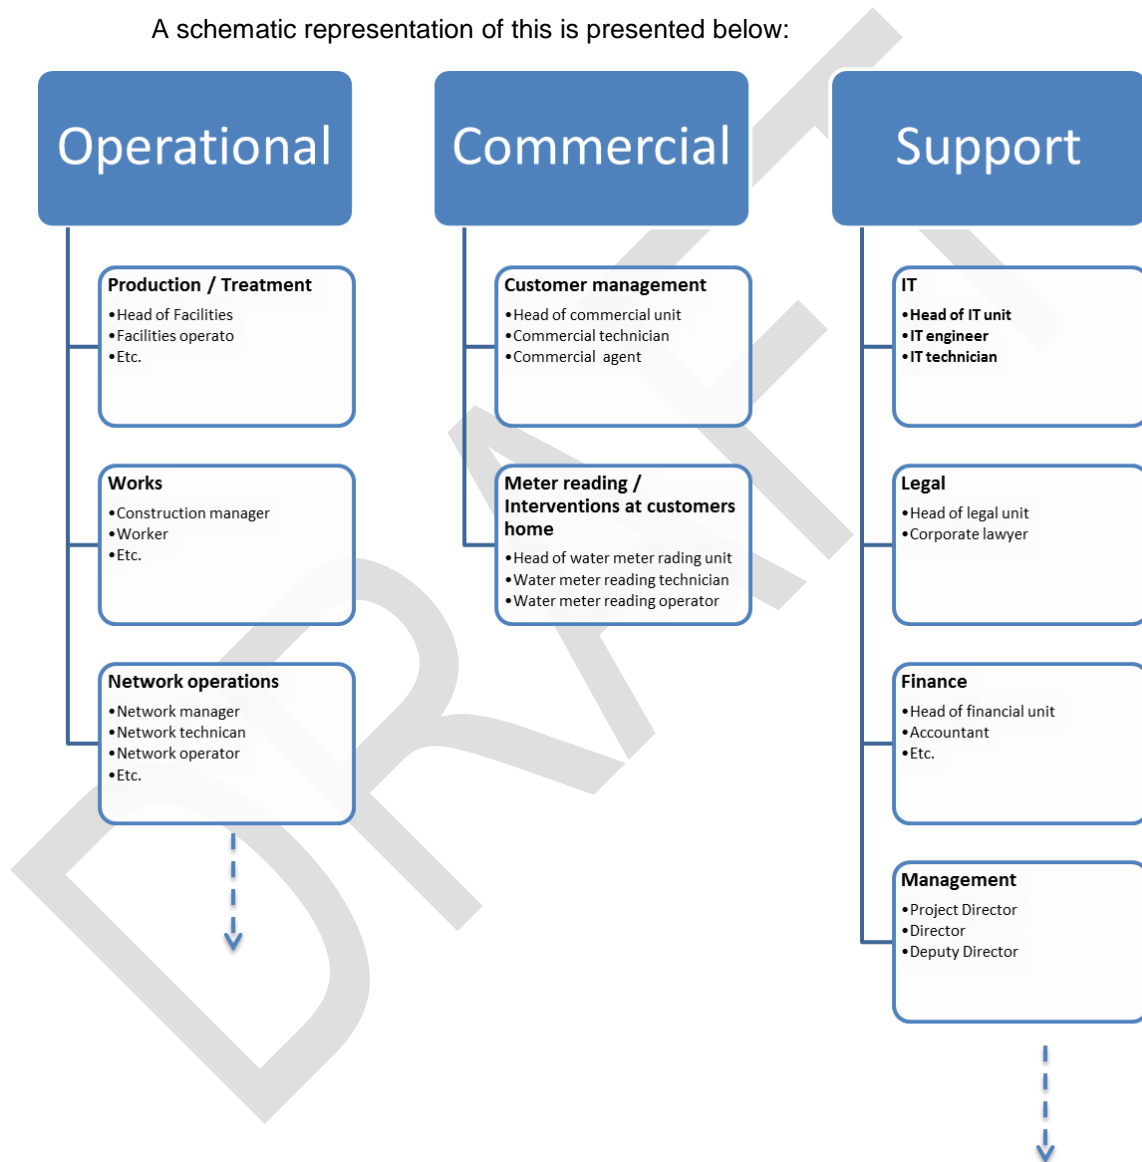 A schematic representation of this is presented below:
Operational
Production / Treatment
•Head of Facilities
•Facilities operato
•Etc.
Works
•Construction manager
•Worker
•Etc.
Network operations
•Network manager
•Network technican
•Network operator
•Etc.
Commercial
Customer management
•Head of commercial unit
•Commercial technician
•Commercial agent
Meter reading /
Interventions at customers
home
•Head of water meter rading unit
•Water meter reading technician
•Water meter reading operator
Support
IT
•Head of IT unit
•IT engineer
•IT technician
Legal
•Head of legal unit
•Corporate lawyer
Finance
•Head of financial unit
•Accountant
•Etc.
Management
•Project Director
•Director
•Deputy Director
DRAFT